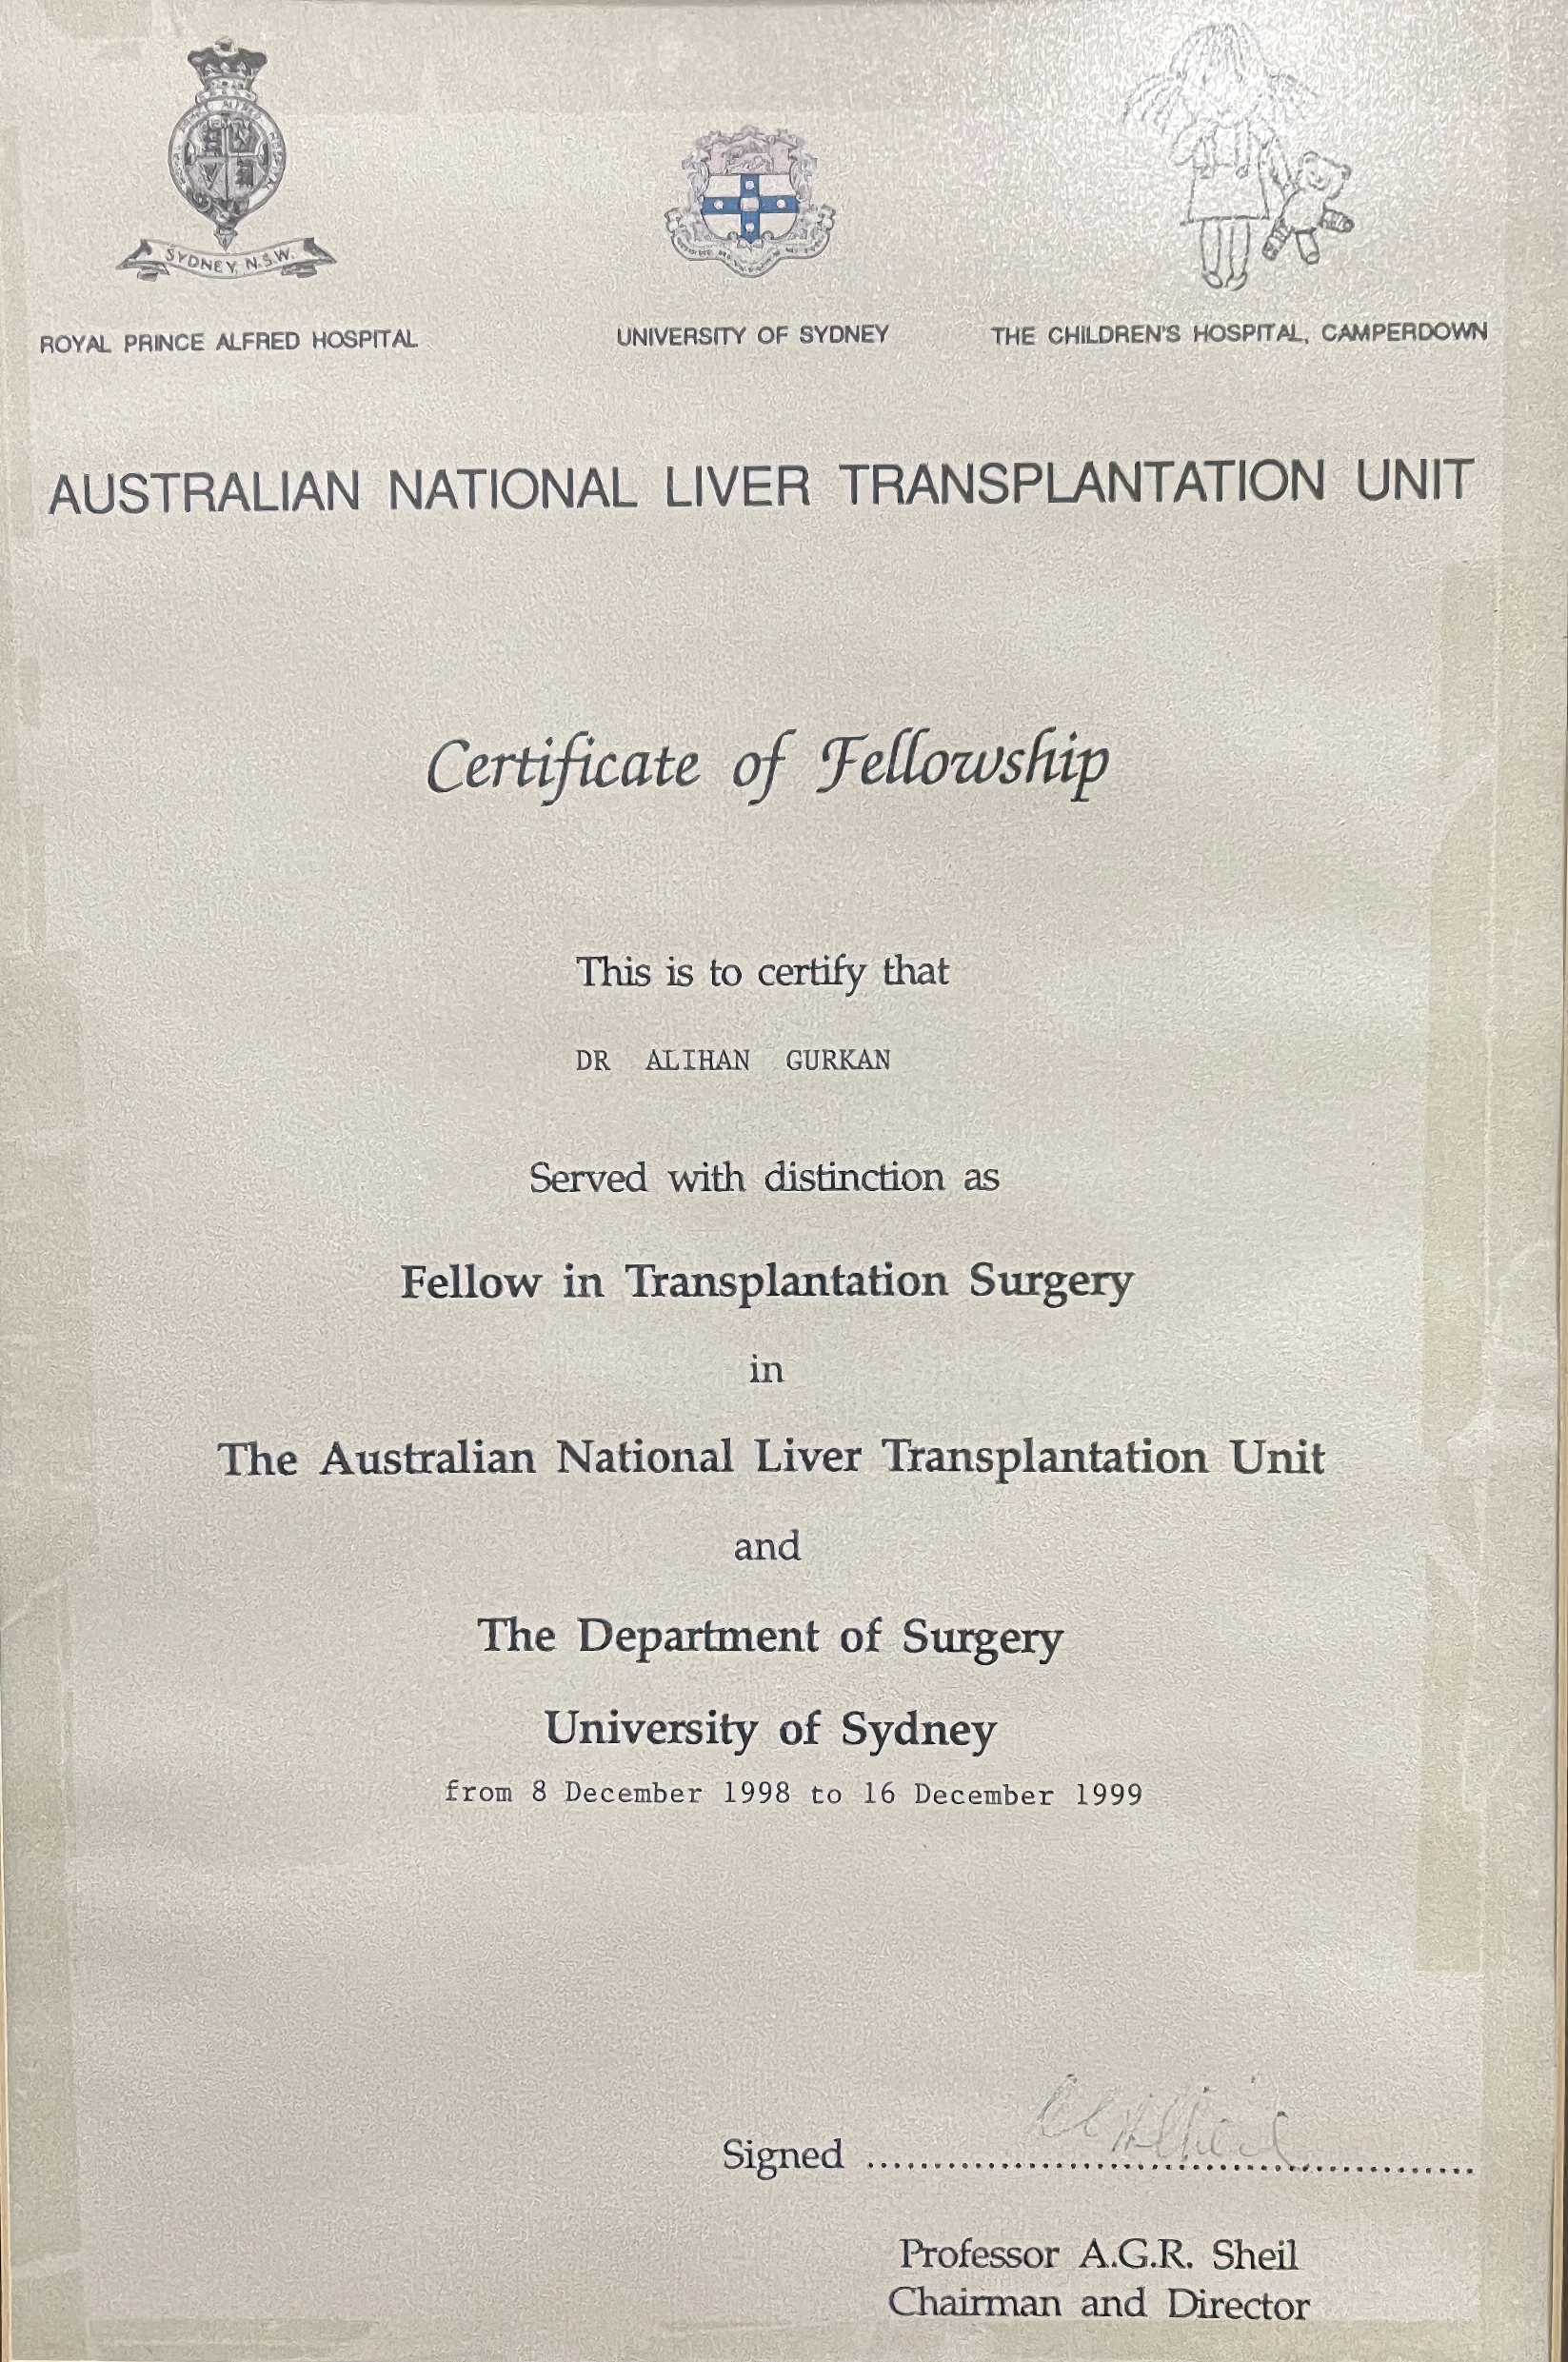 SYDNEY, N.S.W.
ROYAL PRINCE ALFRED HOSPITAL
UNIVERSITY OF SYDNEY
THE CHILDREN'S HOSPITAL, CAMPERDOWN
AUSTRALIAN NATIONAL LIVER TRANSPLANTATION UNIT
Certificate of Fellowship
This is to certify that
DR ALIHAN GURKAN
Served with distinction as
Fellow in Transplantation Surgery
in
The Australian National Liver Transplantation Unit
and
The Department of Surgery
University of Sydney
from 8 December 1998 to 16 December 1999
Signed ................................................
Professor A.G.R. Sheil
Chairman and Director